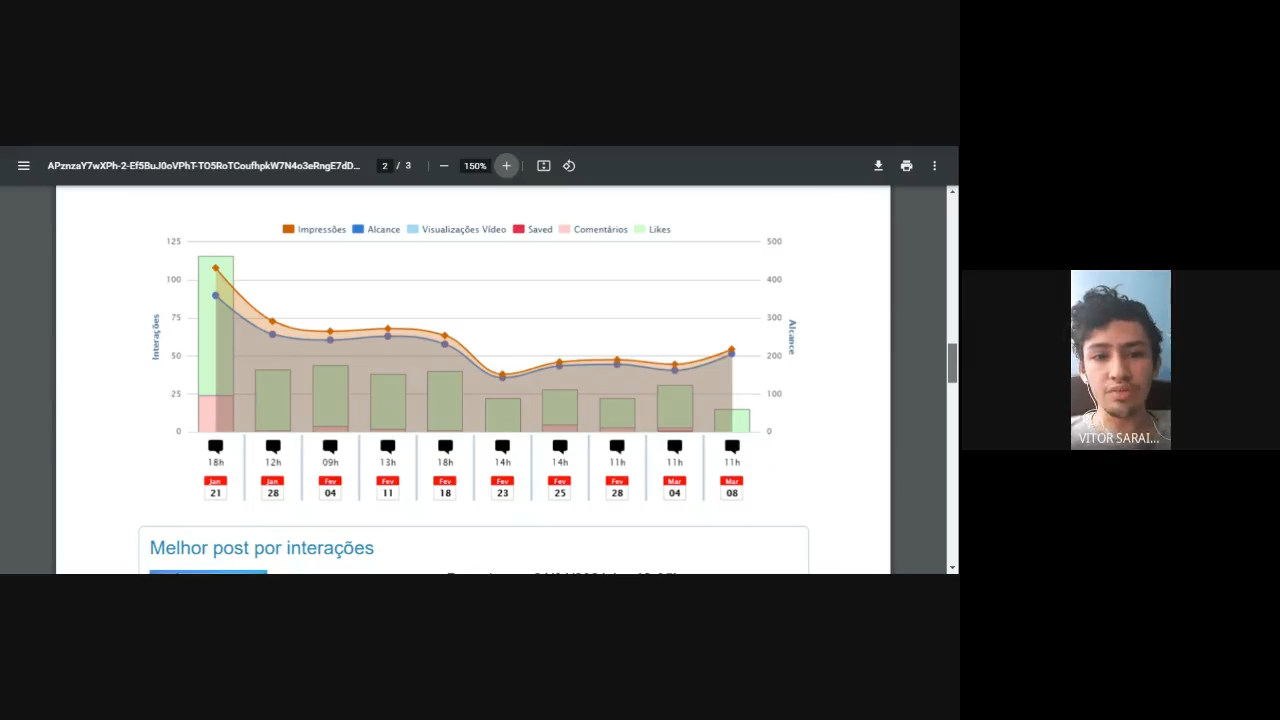 APznzaY7wXPh-2-Ef5BuJ0oVPhT-TO5RoTCoufhpkW7N4o3eRngE7dD... 2 / 3 150%
Impressões Alcance Visualizações Vídeo Saved Comentários Likes
125 500
100 400
75 300
50 200
25 100
0 0
Interações
Alcance
18h 12h 09h 13h 18h 14h 14h 11h 11h 11h
Jan Jan Fev Fev Fev Fev Fev Fev Mar Mar
21 28 04 11 18 23 25 28 04 08
Melhor post por interações
VITOR SARAI...